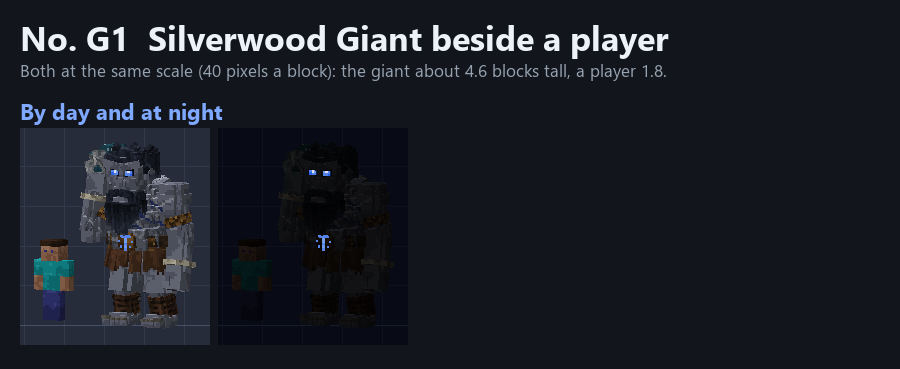 No. G1 Silverwood Giant beside a player
Both at the same scale (40 pixels a block): the giant about 4.6 blocks tall, a player 1.8.
By day and at night